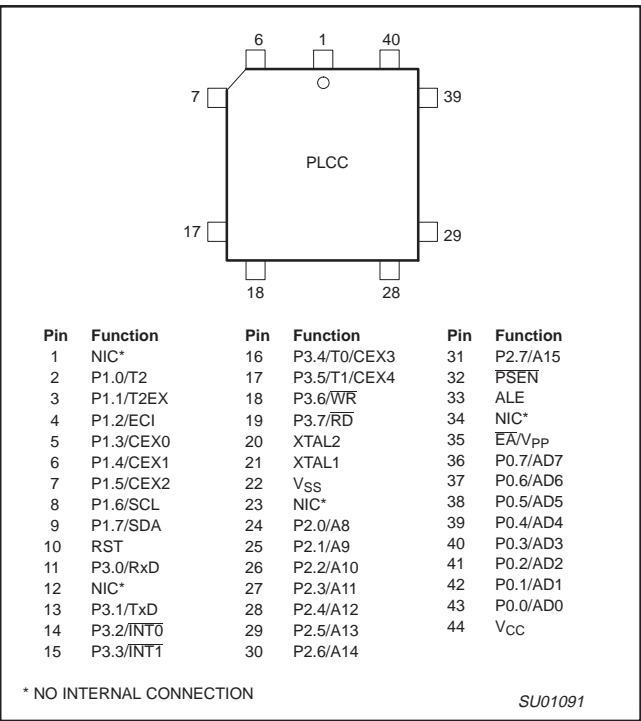 6 1 40
7 39
PLCC
17 29
18 28
Pin Function Pin Function Pin Function
1 NIC* 16 P3.4/T0/CEX3 31 P2.7/A15
2 P1.0/T2 17 P3.5/T1/CEX4 32 P̅S̅E̅N̅
3 P1.1/T2EX 18 P3.6/W̅R̅ 33 ALE
4 P1.2/ECI 19 P3.7/R̅D̅ 34 NIC*
5 P1.3/CEX0 20 XTAL2 35 E̅A̅/VPP
6 P1.4/CEX1 21 XTAL1 36 P0.7/AD7
7 P1.5/CEX2 22 VSS 37 P0.6/AD6
8 P1.6/SCL 23 NIC* 38 P0.5/AD5
9 P1.7/SDA 24 P2.0/A8 39 P0.4/AD4
10 RST 25 P2.1/A9 40 P0.3/AD3
11 P3.0/RxD 26 P2.2/A10 41 P0.2/AD2
12 NIC* 27 P2.3/A11 42 P0.1/AD1
13 P3.1/TxD 28 P2.4/A12 43 P0.0/AD0
14 P3.2/I̅N̅T̅0̅ 29 P2.5/A13 44 VCC
15 P3.3/I̅N̅T̅1̅ 30 P2.6/A14
* NO INTERNAL CONNECTION SU01091